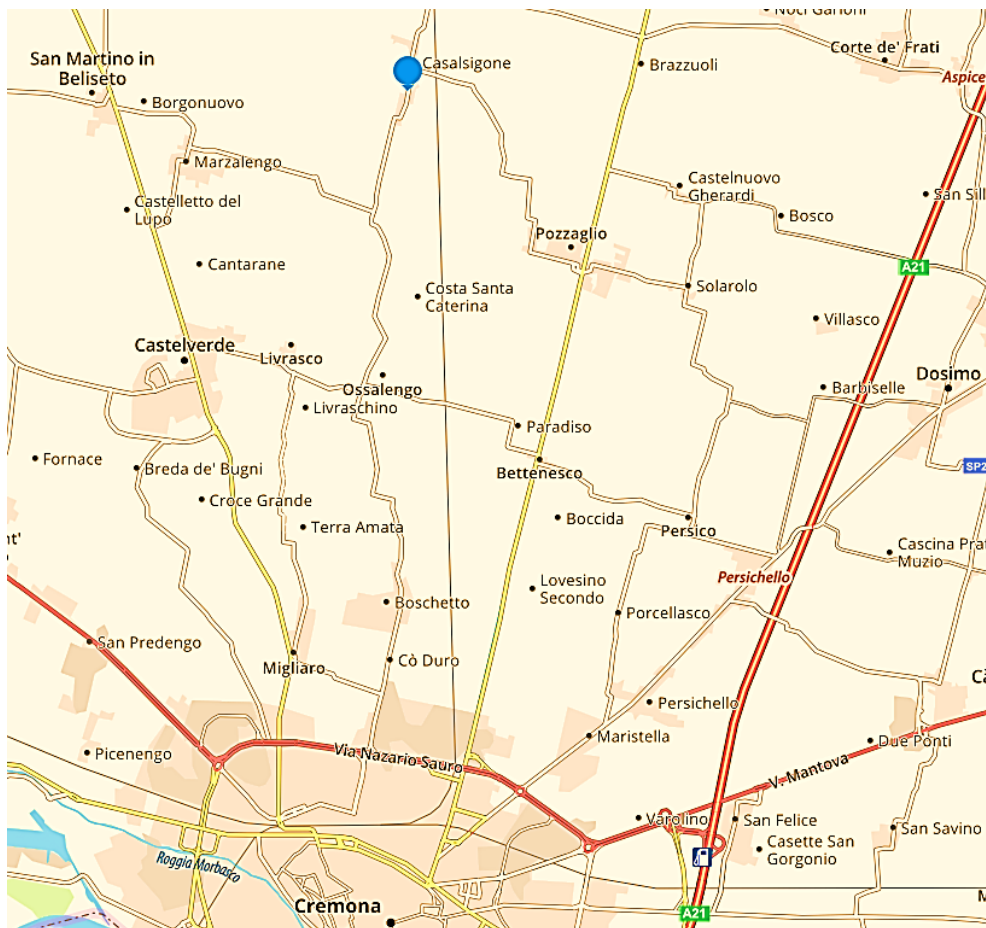 Noci Garioni
San Martino in
Beliseto
Casalsigone
Brazzuoli
Corte de' Frati
Aspice
Borgonuovo
Marzalengo
Castelnuovo
Gherardi
San Sil
Castelletto del
Lupo
Bosco
Pozzaglio
Cantarane
A21
Costa Santa
Caterina
Solarolo
Villasco
Castelverde
Livrasco
Ossalengo
Dosimo
Barbiselle
Livraschino
Paradiso
Fornace
Breda de' Bugni
Bettenesco
SP2
Croce Grande
Boccida
Terra Amata
Persico
nt'
Cascina Prat
Muzio
Persichello
Lovesino
Secondo
Boschetto
Porcellasco
San Predengo
Migliaro
Cò Duro
Cà
Persichello
Picenengo
Via Nazario Sauro
Maristella
Due Ponti
V. Mantova
Varolino
San Felice
San Savino
Casette San
Gorgonio
Roggia Morbasco
M
Cremona
A21